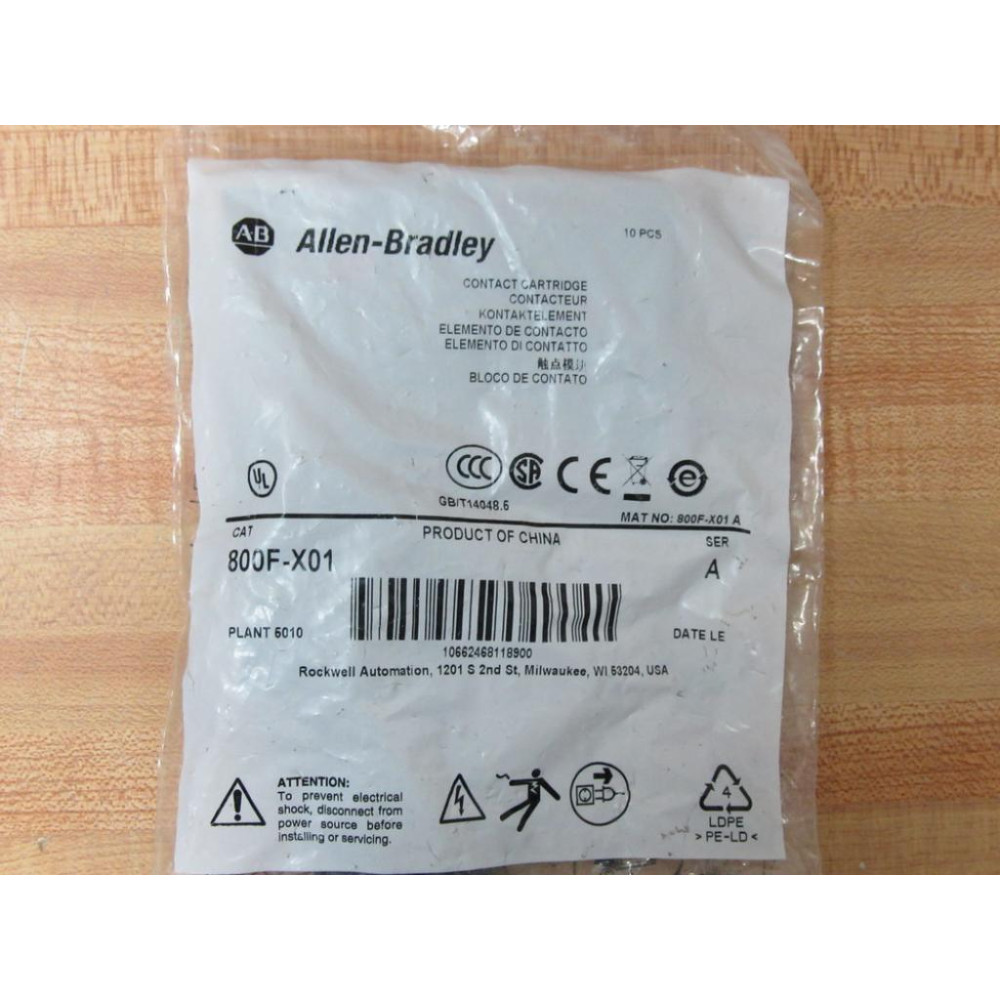 AB Allen-Bradley
10 PCS
CONTACT CARTRIDGE
CONTACTEUR
KONTAKTELEMENT
ELEMENTO DE CONTACTO
ELEMENTO DI CONTATTO
触点模
BLOCO DE CONTATO
UL
CCC SA CE e
GB/T14048.5
MAT NO: 800F-X01 A
CAT
PRODUCT OF CHINA
SER
800F-X01
A
PLANT 5010
DATE LE
10662468118900
Rockwell Automation, 1201 S 2nd St, Milwaukee, WI 53204, USA
ATTENTION:
To prevent electrical
shock, disconnect from
power source before
installing or servicing.
4
LDPE
> PE-LD <